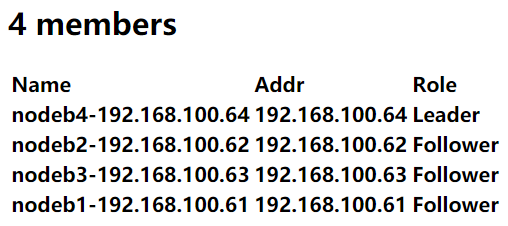 4 members
Name Addr Role
nodeb4-192.168.100.64 192.168.100.64 Leader
nodeb2-192.168.100.62 192.168.100.62 Follower
nodeb3-192.168.100.63 192.168.100.63 Follower
nodeb1-192.168.100.61 192.168.100.61 Follower